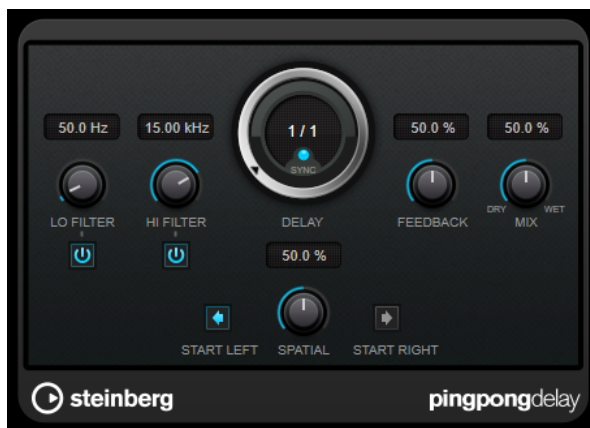 50.0 Hz
15.00 kHz
1 / 1
SYNC
50.0 %
50.0 %
LO FILTER
HI FILTER
DELAY
FEEDBACK
DRY
WET
MIX
50.0 %
START LEFT
SPATIAL
START RIGHT
steinberg
pingpongdelay